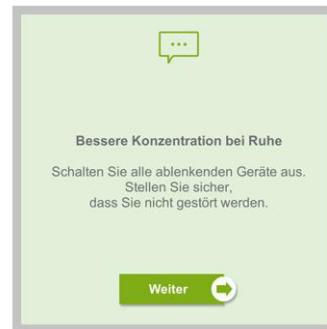 Bessere Konzentration bei Ruhe
Schalten Sie alle ablenkenden Geräte aus.
Stellen Sie sicher,
dass Sie nicht gestört werden.
Weiter